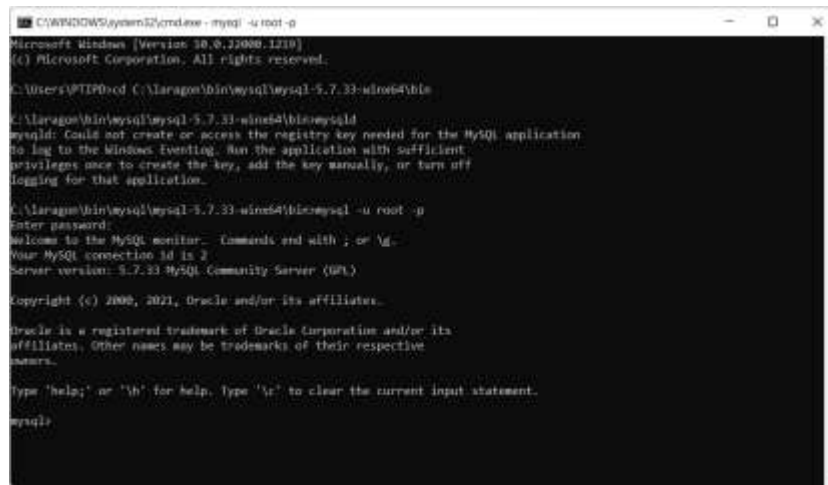 C:\WINDOWS\system32\cmd.exe - mysql -u root -p
Microsoft Windows [Version 10.0.22000.1219]
(c) Microsoft Corporation. All rights reserved.
C:\Users\PTIPD>cd C:\laragon\bin\mysql\mysql-5.7.33-winx64\bin
C:\laragon\bin\mysql\mysql-5.7.33-winx64\bin>mysqld
mysqld: Could not create or access the registry key needed for the MySQL application
to log to the Windows EventLog. Run the application with sufficient
privileges once to create the key, add the key manually, or turn off
logging for that application.
C:\laragon\bin\mysql\mysql-5.7.33-winx64\bin>mysql -u root -p
Enter password:
Welcome to the MySQL monitor.  Commands end with ; or \g.
Your MySQL connection id is 2
Server version: 5.7.33 MySQL Community Server (GPL)
Copyright (c) 2000, 2021, Oracle and/or its affiliates.
Oracle is a registered trademark of Oracle Corporation and/or its
affiliates. Other names may be trademarks of their respective
owners.
Type 'help;' or '\h' for help. Type '\c' to clear the current input statement.
mysql>